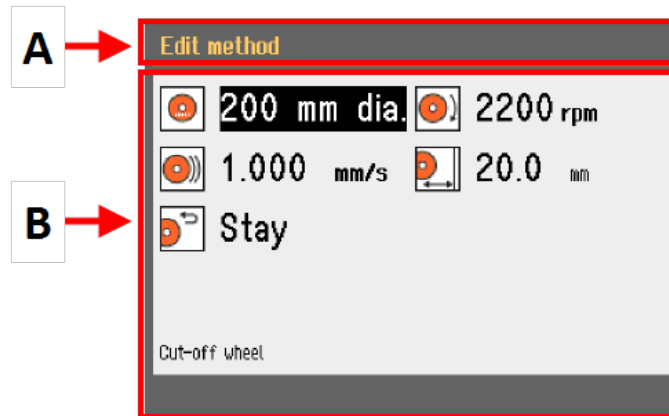 A
Edit method
200 mm dia. 2200 rpm
1.000 mm/s 20.0 mm
B
Stay
Cut-off wheel